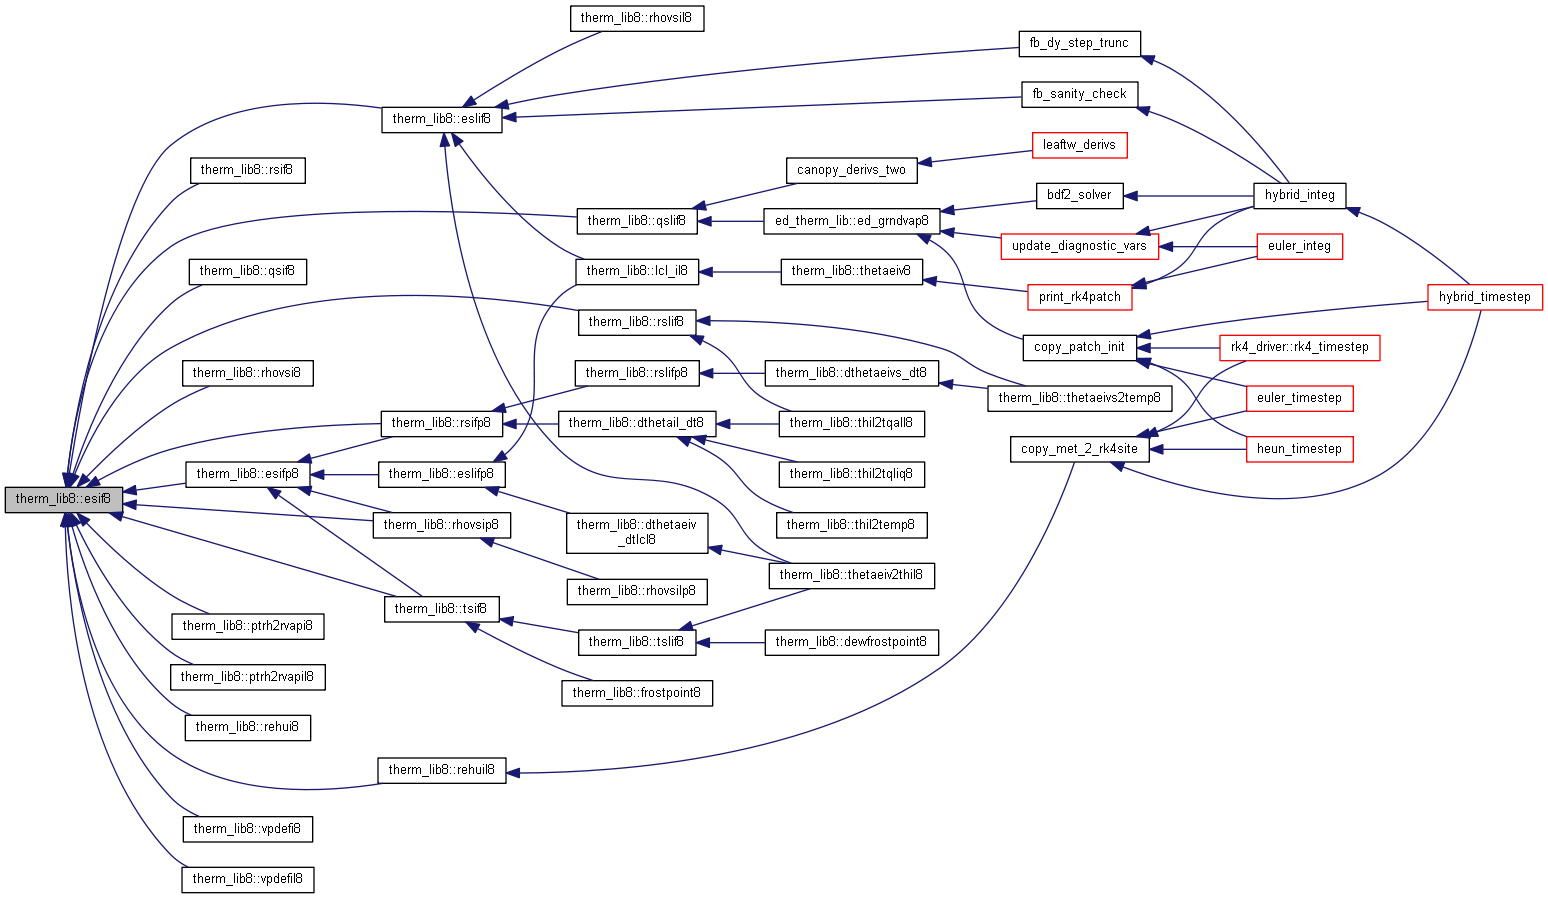 therm_lib8::rhovsil8
fb_dy_step_trunc
fb_sanity_check
therm_lib8::eslif8
leaftw_derivs
therm_lib8::rsif8
canopy_derivs_two
bdf2_solver
hybrid_integ
therm_lib8::qslif8
ed_therm_lib::ed_grndvap8
update_diagnostic_vars
euler_integ
therm_lib8::qsif8
therm_lib8::lcl_il8
therm_lib8::thetaeiv8
print_rk4patch
hybrid_timestep
therm_lib8::rslif8
copy_patch_init
rk4_driver::rk4_timestep
therm_lib8::rhovsi8
therm_lib8::rslifp8
therm_lib8::dthetaeivs_dt8
therm_lib8::thetaeivs2temp8
euler_timestep
therm_lib8::rsifp8
therm_lib8::dthetail_dt8
therm_lib8::thil2tqall8
copy_met_2_rk4site
heun_timestep
therm_lib8::esifp8
therm_lib8::eslifp8
therm_lib8::thil2tqliq8
therm_lib8::esif8
therm_lib8::rhovsip8
therm_lib8::dthetaeiv
_dtlcl8
therm_lib8::thil2temp8
therm_lib8::thetaeiv2thil8
therm_lib8::rhovsilp8
therm_lib8::tsif8
therm_lib8::ptrh2rvapi8
therm_lib8::tslif8
therm_lib8::dewfrostpoint8
therm_lib8::ptrh2rvapil8
therm_lib8::frostpoint8
therm_lib8::rehui8
therm_lib8::rehuil8
therm_lib8::vpdefi8
therm_lib8::vpdefil8